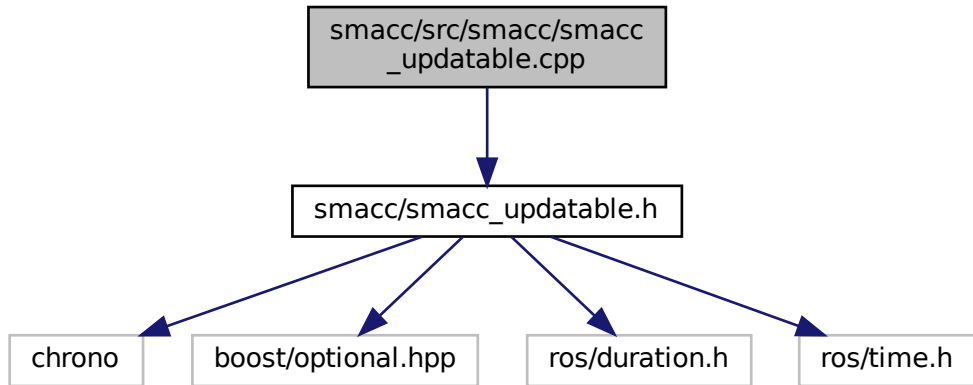 smacc/src/smacc/smacc
_updatable.cpp
smacc/smacc_updatable.h
chrono
boost/optional.hpp
ros/duration.h
ros/time.h